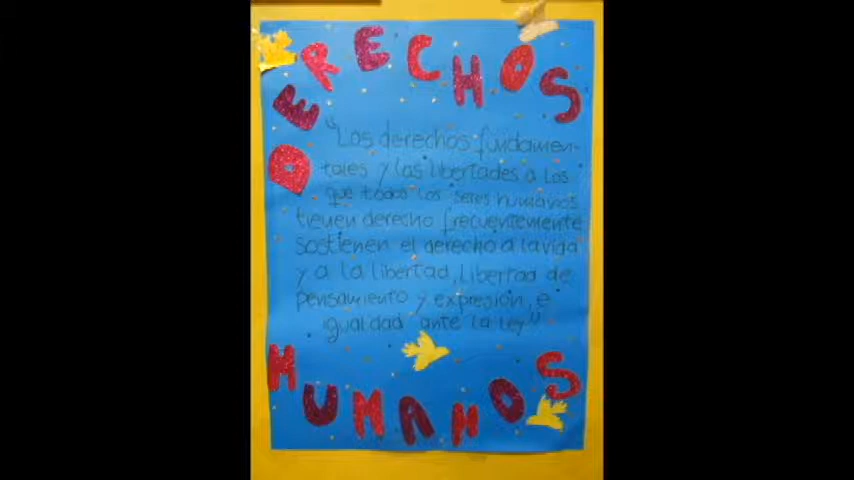 DERECHOS
"Los derechos fundamen-
tales y las libertades a los
que todos los seres humanos
tienen derecho frecuentemente
sostienen el derecho a la vida
y a la libertad, libertad de
pensamiento y expresión, e
igualdad ante la ley"
HUMANOS